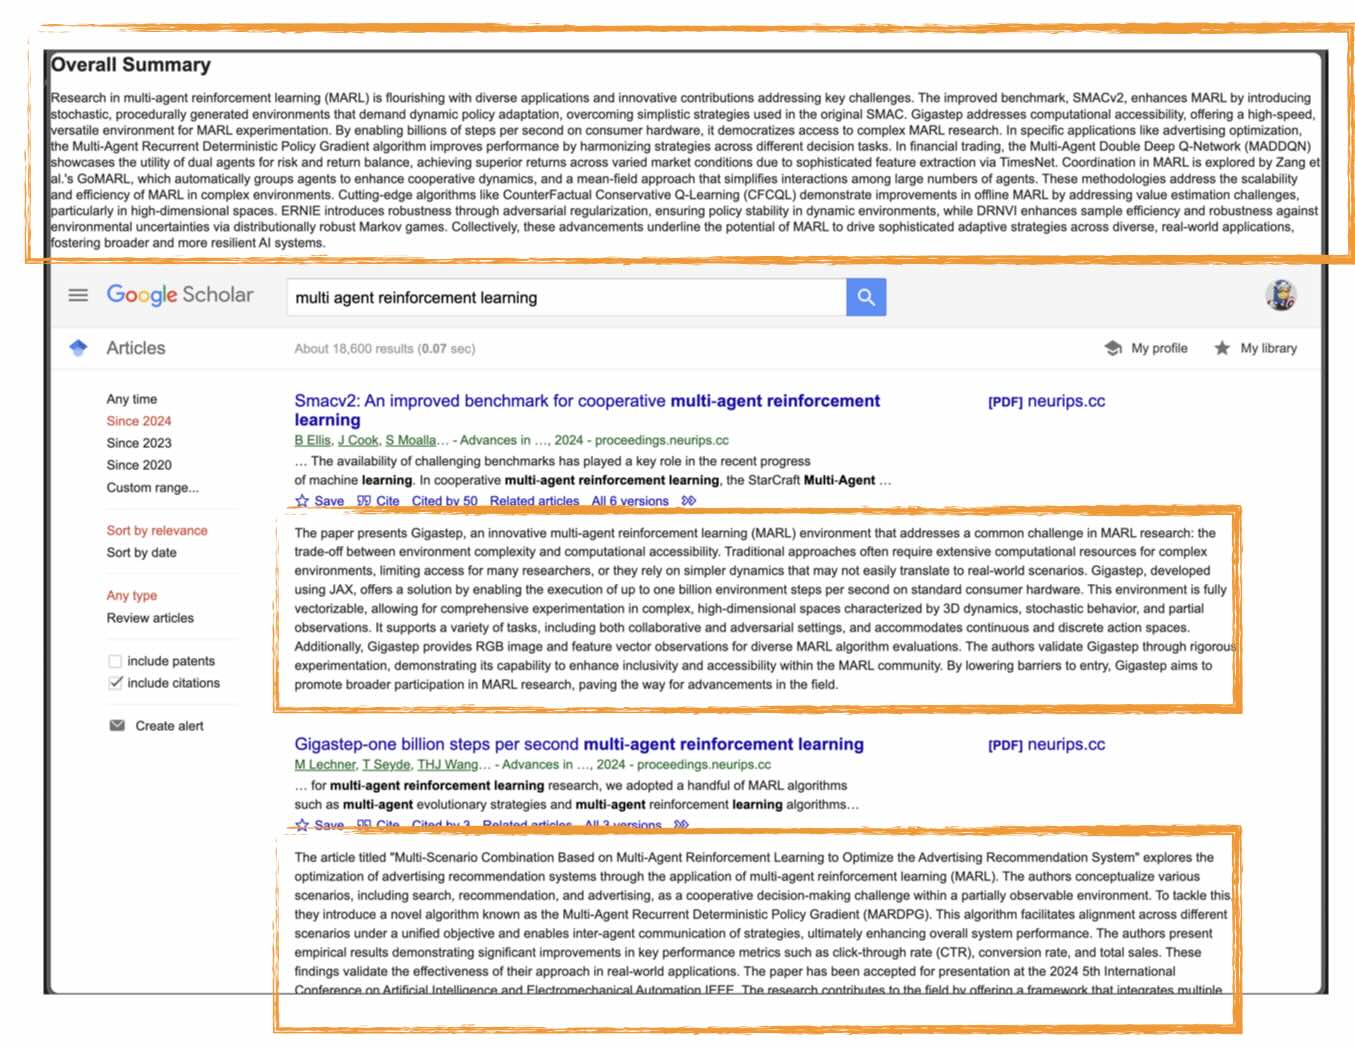 Overall Summary
Research in multi-agent reinforcement learning (MARL) is flourishing with diverse applications and innovative contributions addressing key challenges. The improved benchmark, SMACv2, enhances MARL by introducing
stochastic, procedurally generated environments that demand dynamic policy adaptation, overcoming simplistic strategies used in the original SMAC. Gigastep addresses computational accessibility, offering a high-speed,
versatile environment for MARL experimentation. By enabling billions of steps per second on consumer hardware, it democratizes access to complex MARL research. In specific applications like advertising optimization,
the Multi-Agent Recurrent Deterministic Policy Gradient algorithm improves performance by harmonizing strategies across different decision tasks. In financial trading, the Multi-Agent Double Deep Q-Network (MADDQN)
showcases the utility of dual agents for risk and return balance, achieving superior returns across varied market conditions due to sophisticated feature extraction via TimesNet. Coordination in MARL is explored by Zang et
al.'s GoMARL, which automatically groups agents to enhance cooperative dynamics, and a mean-field approach that simplifies interactions among large numbers of agents. These methodologies address the scalability
and efficiency of MARL in complex environments. Cutting-edge algorithms like CounterFactual Conservative Q-Learning (CFCQL) demonstrate improvements in offline MARL by addressing value estimation challenges,
particularly in high-dimensional spaces. ERNIE introduces robustness through adversarial regularization, ensuring policy stability in dynamic environments, while DRNVI enhances sample efficiency and robustness against
environmental uncertainties via distributionally robust Markov games. Collectively, these advancements underline the potential of MARL to drive sophisticated adaptive strategies across diverse, real-world applications,
fostering broader and more resilient AI systems.
Google Scholar
multi agent reinforcement learning
Articles
About 18,600 results (0.07 sec)
My profile
My library
Any time
Since 2024
Since 2023
Since 2020
Custom range...
Sort by relevance
Sort by date
Any type
Review articles
include patents
include citations
Create alert
Smacv2: An improved benchmark for cooperative multi-agent reinforcement
learning
[PDF] neurips.cc
B Ellis, J Cook, S Moalla… - Advances in …, 2024 - proceedings.neurips.cc
… The availability of challenging benchmarks has played a key role in the recent progress
of machine learning. In cooperative multi-agent reinforcement learning, the StarCraft Multi-Agent …
Save Cite Cited by 50 Related articles All 6 versions
The paper presents Gigastep, an innovative multi-agent reinforcement learning (MARL) environment that addresses a common challenge in MARL research: the
trade-off between environment complexity and computational accessibility. Traditional approaches often require extensive computational resources for complex
environments, limiting access for many researchers, or they rely on simpler dynamics that may not easily translate to real-world scenarios. Gigastep, developed
using JAX, offers a solution by enabling the execution of up to one billion environment steps per second on standard consumer hardware. This environment is fully
vectorizable, allowing for comprehensive experimentation in complex, high-dimensional spaces characterized by 3D dynamics, stochastic behavior, and partial
observations. It supports a variety of tasks, including both collaborative and adversarial settings, and accommodates continuous and discrete action spaces.
Additionally, Gigastep provides RGB image and feature vector observations for diverse MARL algorithm evaluations. The authors validate Gigastep through rigorous
experimentation, demonstrating its capability to enhance inclusivity and accessibility within the MARL community. By lowering barriers to entry, Gigastep aims to
promote broader participation in MARL research, paving the way for advancements in the field.
Gigastep-one billion steps per second multi-agent reinforcement learning
[PDF] neurips.cc
M Lechner, T Seyde, THJ Wang… - Advances in …, 2024 - proceedings.neurips.cc
… for multi-agent reinforcement learning research, we adopted a handful of MARL algorithms
such as multi-agent evolutionary strategies and multi-agent reinforcement learning algorithms…
Save Cite Cited by 3 Related articles All 3 versions
The article titled "Multi-Scenario Combination Based on Multi-Agent Reinforcement Learning to Optimize the Advertising Recommendation System" explores the
optimization of advertising recommendation systems through the application of multi-agent reinforcement learning (MARL). The authors conceptualize various
scenarios, including search, recommendation, and advertising, as a cooperative decision-making challenge within a partially observable environment. To tackle this,
they introduce a novel algorithm known as the Multi-Agent Recurrent Deterministic Policy Gradient (MARDPG). This algorithm facilitates alignment across different
scenarios under a unified objective and enables inter-agent communication of strategies, ultimately enhancing overall system performance. The authors present
empirical results demonstrating significant improvements in key performance metrics such as click-through rate (CTR), conversion rate, and total sales. These
findings validate the effectiveness of their approach in real-world applications. The paper has been accepted for presentation at the 2024 5th International
Conference on Artificial Intelligence and Electromechanical Automation IEEE. The research contributes to the field by offering a framework that integrates multiple